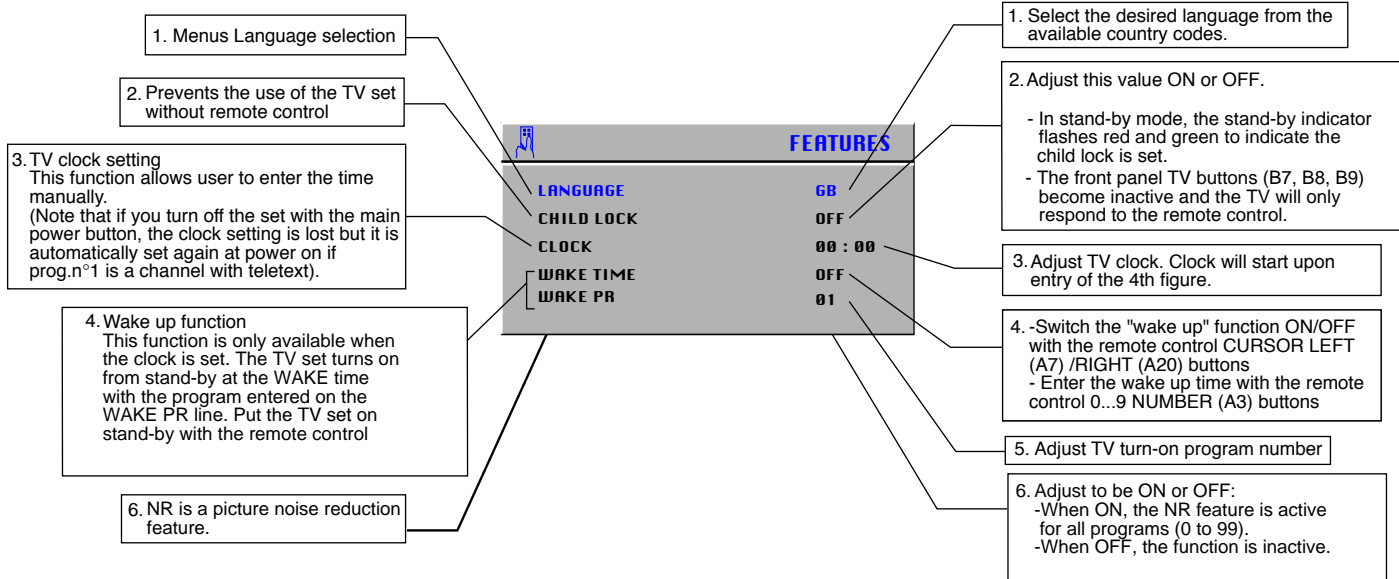 1. Menus Language selection
2. Prevents the use of the TV set
without remote control
3. TV clock setting
This function allows user to enter the time
manually.
(Note that if you turn off the set with the main
power button, the clock setting is lost but it is
automatically set again at power on if
prog.n°1 is a channel with teletext).
4. Wake up function
This function is only available when
the clock is set. The TV set turns on
from stand-by at the WAKE time
with the program entered on the
WAKE PR line. Put the TV set on
stand-by with the remote control
6. NR is a picture noise reduction
feature.
FEATURES
LANGUAGE GB
CHILD LOCK OFF
CLOCK 00 : 00
WAKE TIME OFF
WAKE PR 01
1. Select the desired language from the
available country codes.
2. Adjust this value ON or OFF.
- In stand-by mode, the stand-by indicator
flashes red and green to indicate the
child lock is set.
- The front panel TV buttons (B7, B8, B9)
become inactive and the TV will only
respond to the remote control.
3. Adjust TV clock. Clock will start upon
entry of the 4th figure.
4. -Switch the "wake up" function ON/OFF
with the remote control CURSOR LEFT
(A7) /RIGHT (A20) buttons
- Enter the wake up time with the remote
control 0...9 NUMBER (A3) buttons
5. Adjust TV turn-on program number
6. Adjust to be ON or OFF:
-When ON, the NR feature is active
for all programs (0 to 99).
-When OFF, the function is inactive.